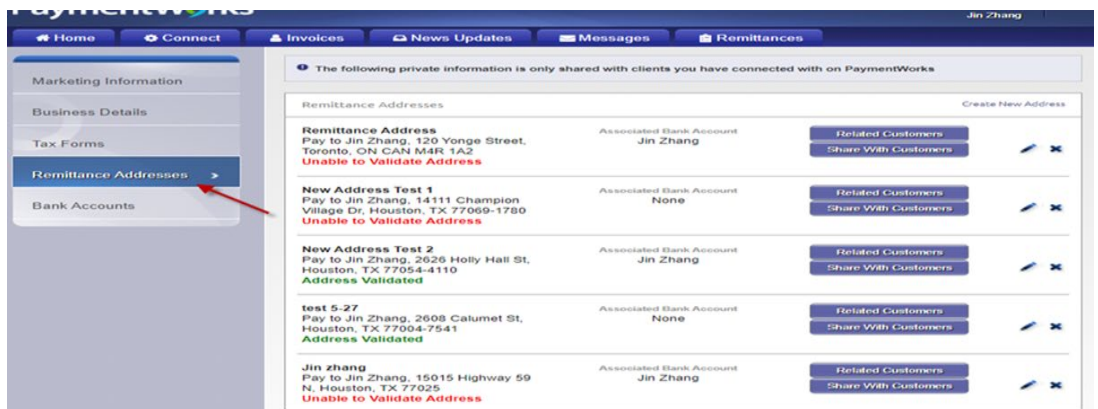 PaymentWorks
Jin Zhang
Home Connect Invoices News Updates Messages Remittances
Marketing Information
Business Details
Tax Forms
Remittance Addresses >
Bank Accounts
The following private information is only shared with clients you have connected with on PaymentWorks
Remittance Addresses Create New Address
Remittance Address
Pay to Jin Zhang, 120 Yonge Street,
Toronto, ON CAN M4R 1A2
Unable to Validate Address
Associated Bank Account
Jin Zhang
Related Customers
Share With Customers
New Address Test 1
Pay to Jin Zhang, 14111 Champion
Village Dr, Houston, TX 77069-1780
Unable to Validate Address
Associated Bank Account
None
Related Customers
Share With Customers
New Address Test 2
Pay to Jin Zhang, 2626 Holly Hall St,
Houston, TX 77054-4110
Address Validated
Associated Bank Account
Jin Zhang
Related Customers
Share With Customers
test 5-27
Pay to Jin Zhang, 2608 Calumet St,
Houston, TX 77004-7541
Address Validated
Associated Bank Account
None
Related Customers
Share With Customers
Jin zhang
Pay to Jin Zhang, 15015 Highway 59
N, Houston, TX 77025
Unable to Validate Address
Associated Bank Account
Jin Zhang
Related Customers
Share With Customers